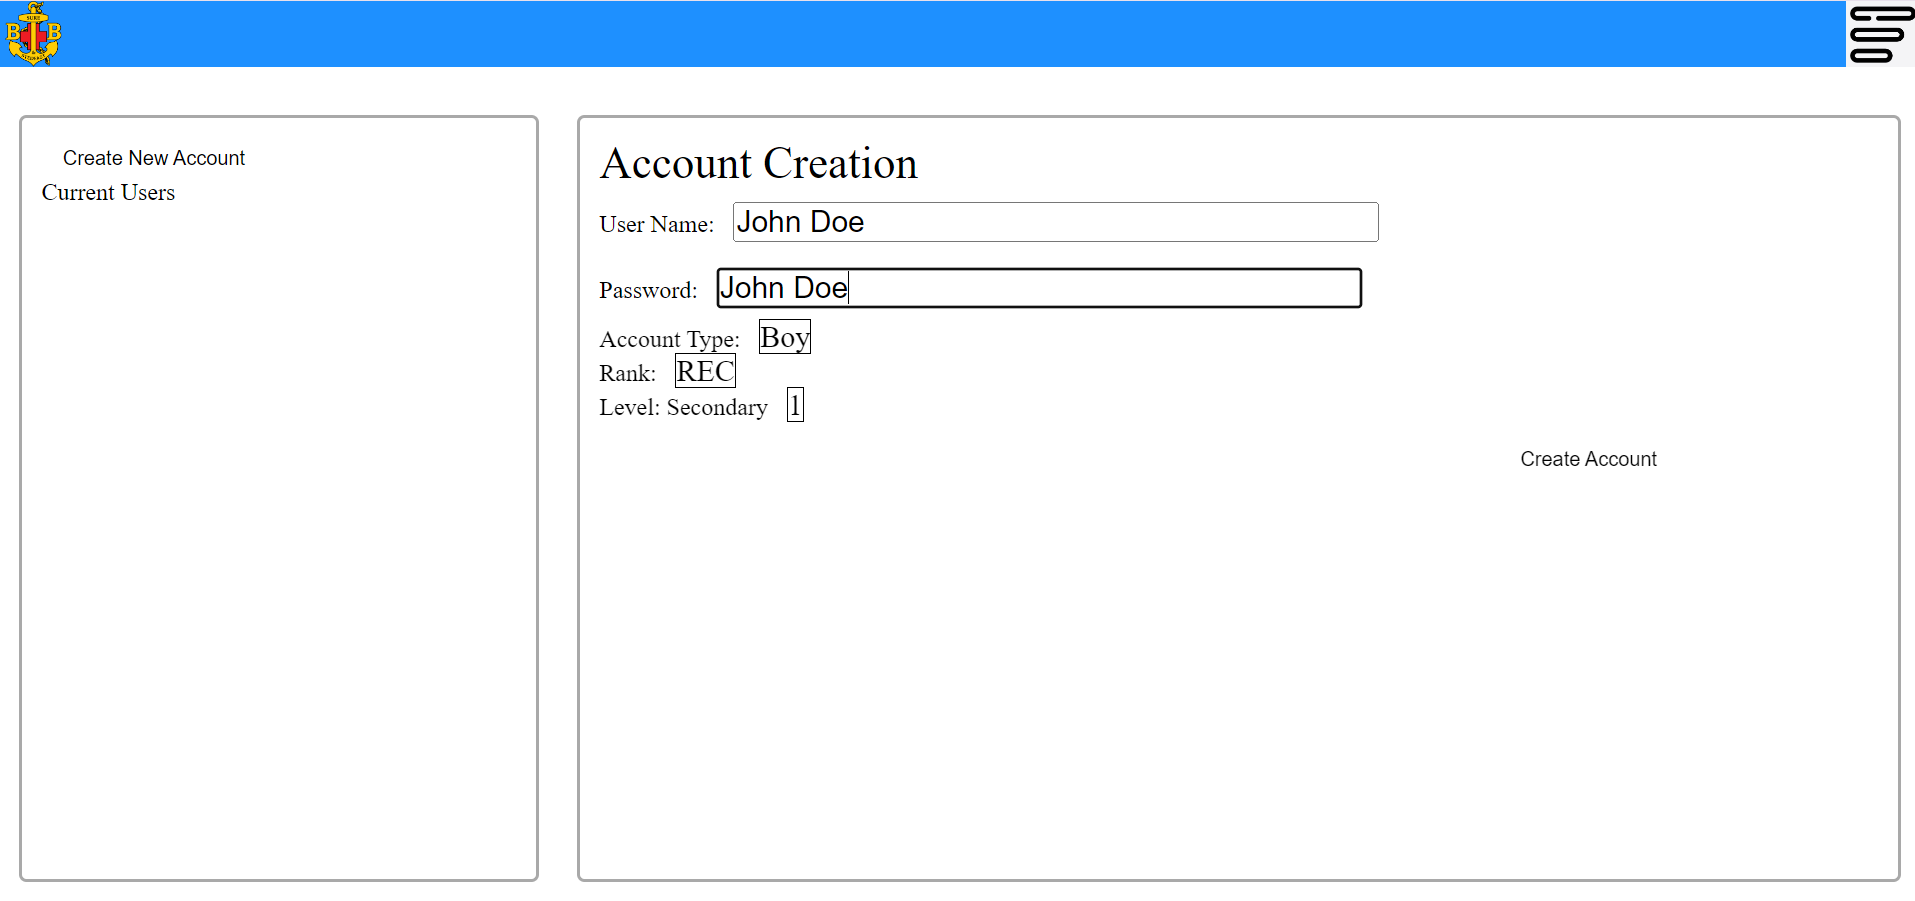 SURE
B B
Create New Account
Current Users
Account Creation
User Name: John Doe
Password: John Doe
Account Type: Boy
Rank: REC
Level: Secondary 1
Create Account